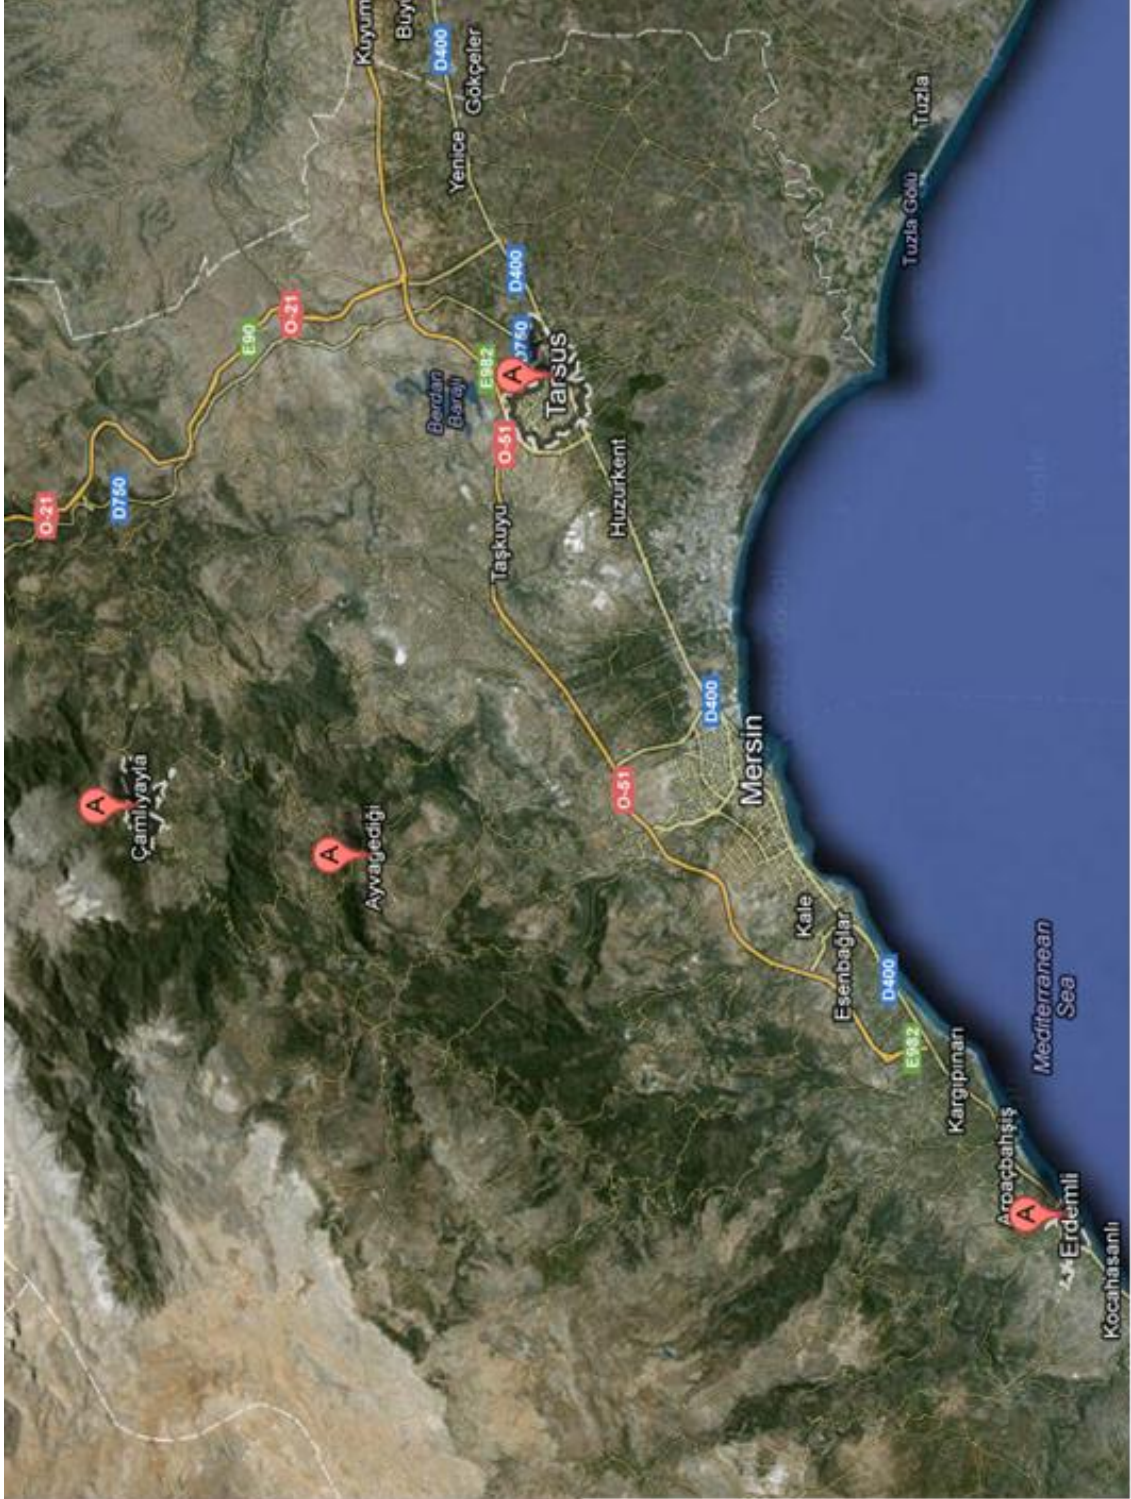 O-21
A
D750
Çamlıyayla
E90
O-21
A
Kuyum
Ayvagediği
Berdan
Barajı
D400
Yenice
Gökçeler
E982
Taşkuyu
O-51
A
D400
D750
Tarsus
Huzurkent
O-51
D400
Mersin
Kale
Esenbağlar
D400
Tuzla Gölü
E982
Tuzla
Kargıpınarı
Arpaçbahşiş
A
Mediterranean
Sea
Erdemli
Kocahasanlı